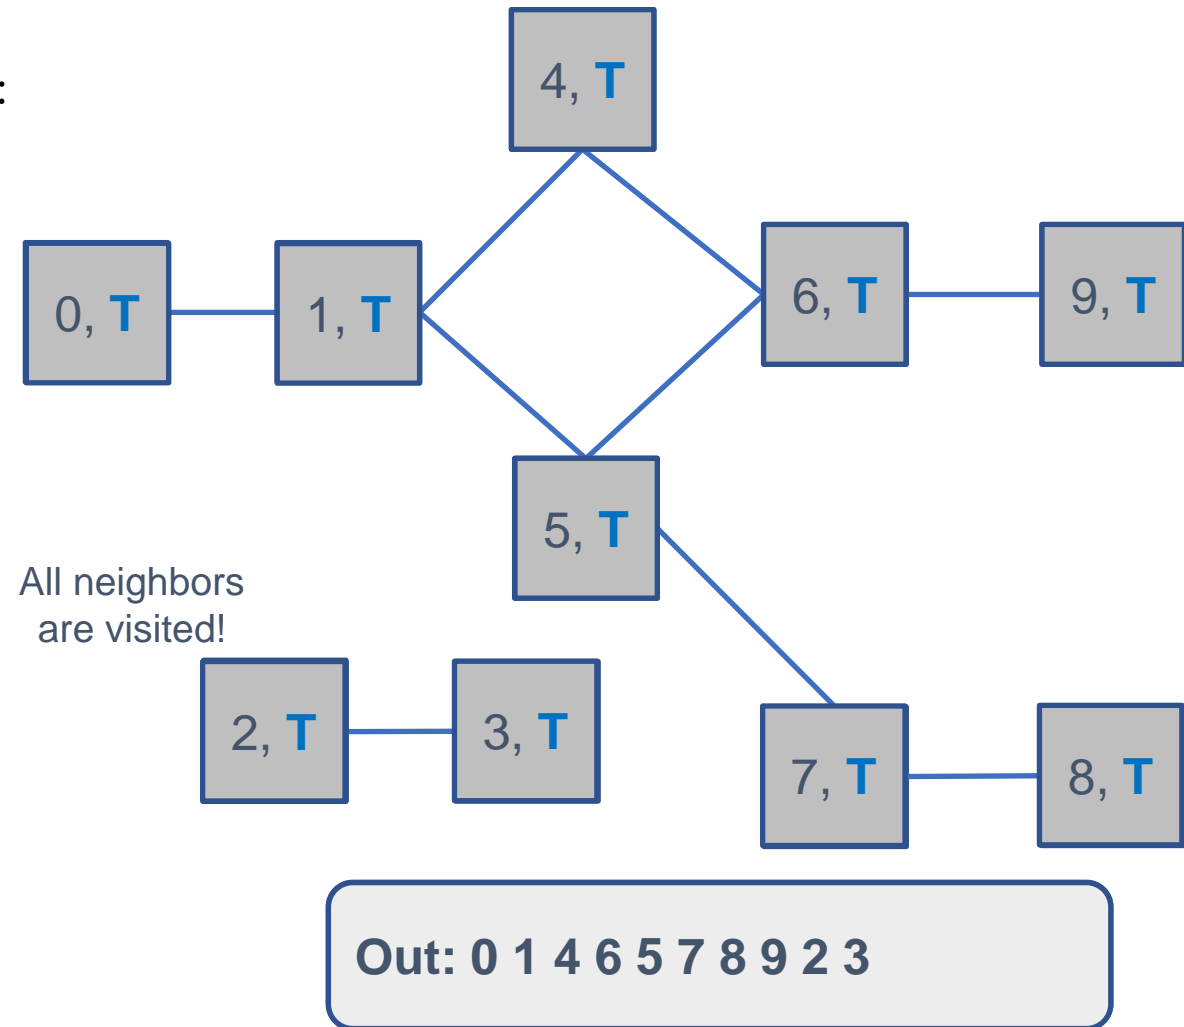 :
4, T
0, T
1, T
6, T
9, T
5, T
All neighbors
are visited!
2, T
3, T
7, T
8, T
Out: 0 1 4 6 5 7 8 9 2 3